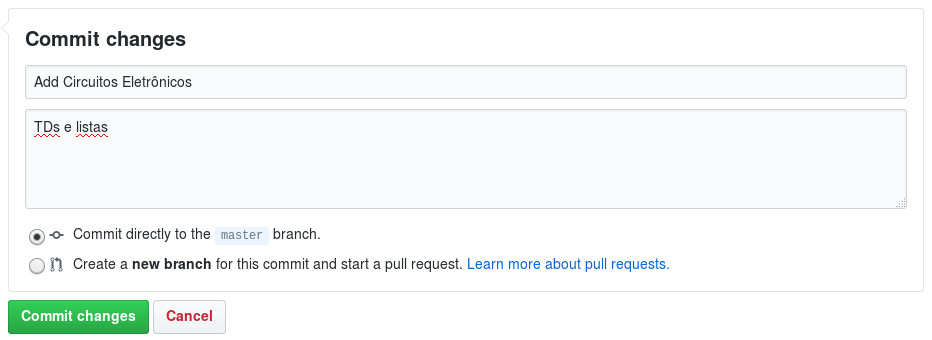 Commit changes
Add Circuitos Eletrônicos
TDs e listas
Commit directly to the master branch.
Create a new branch for this commit and start a pull request. Learn more about pull requests.
Commit changes Cancel